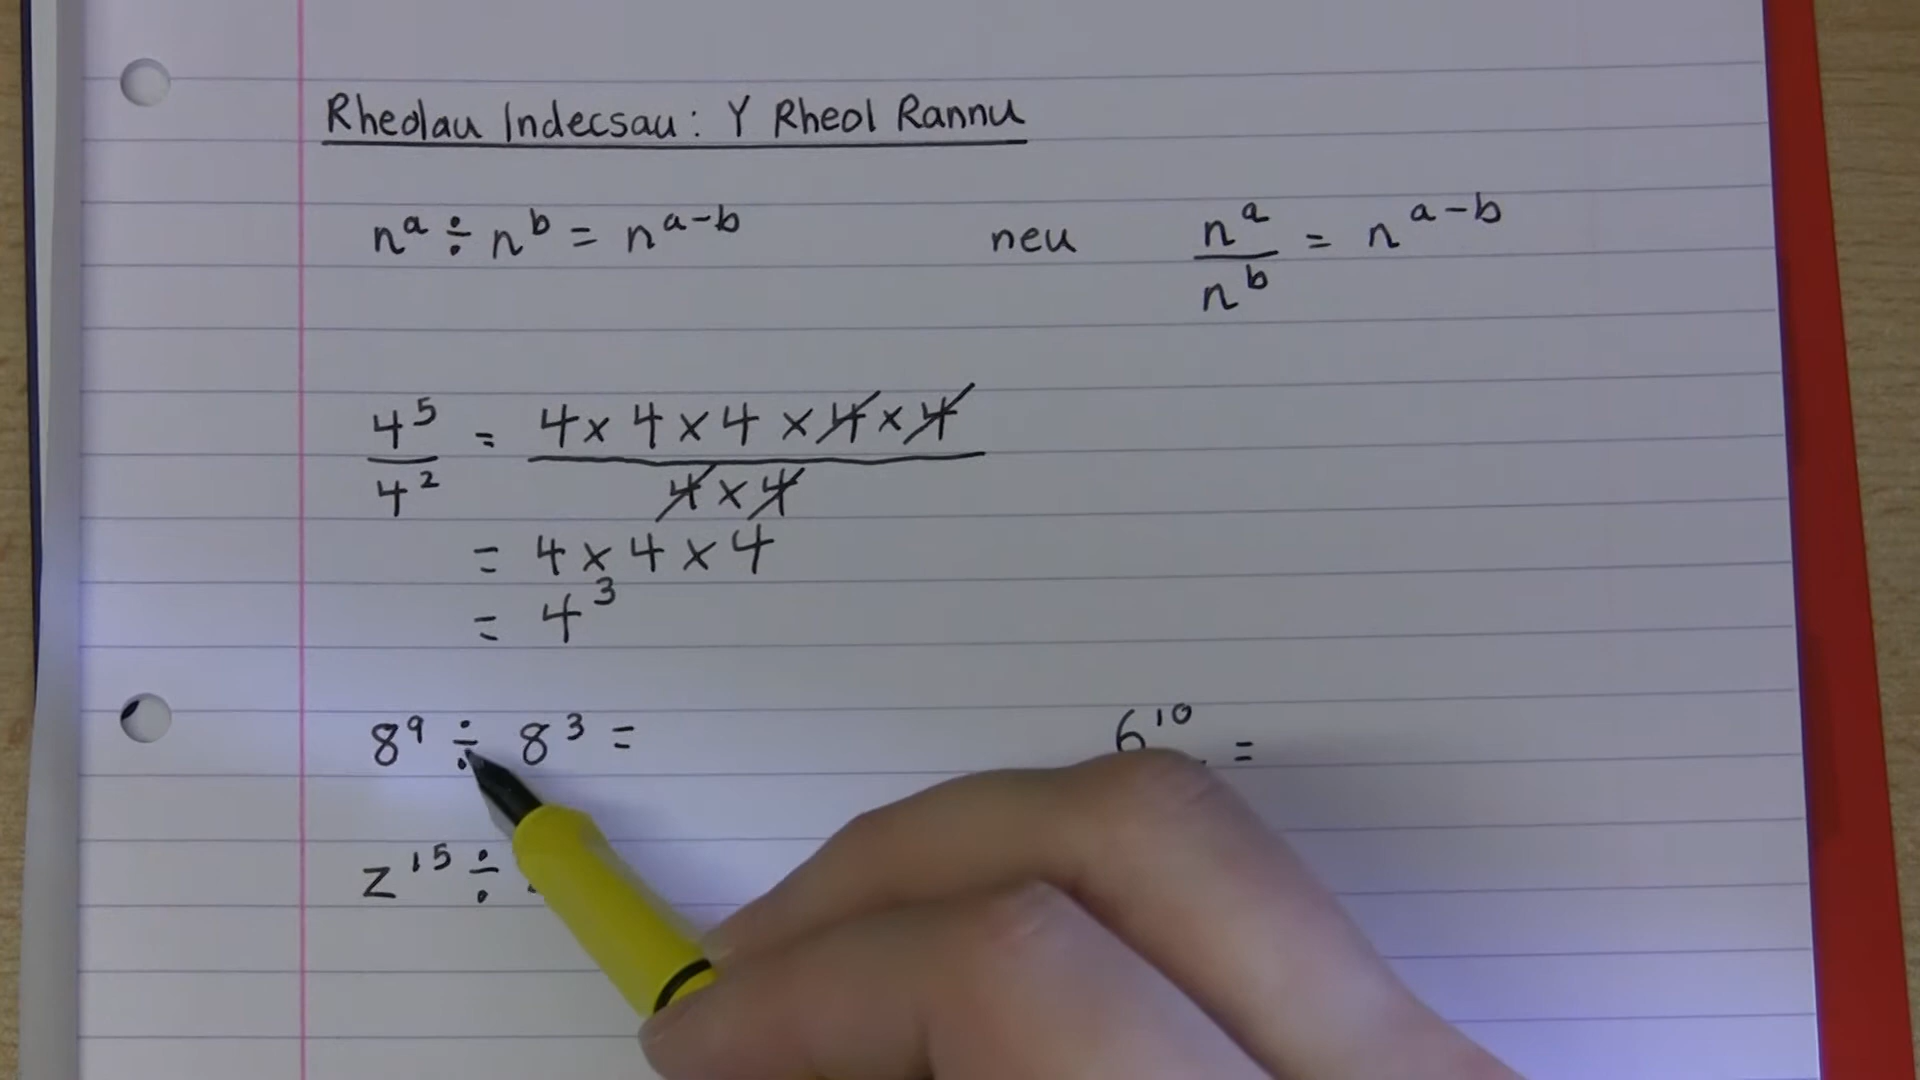 Rheolau Indecsau: Y Rheol Rannu
nᵃ ÷ nᵇ = nᵃ⁻ᵇ neu nᵃ/nᵇ = nᵃ⁻ᵇ
4⁵/4² = 4 × 4 × 4 × 4 × 4 / 4 × 4
= 4 × 4 × 4
= 4³
8⁹ ÷ 8³ = 6¹⁰ =
z¹⁵ ÷